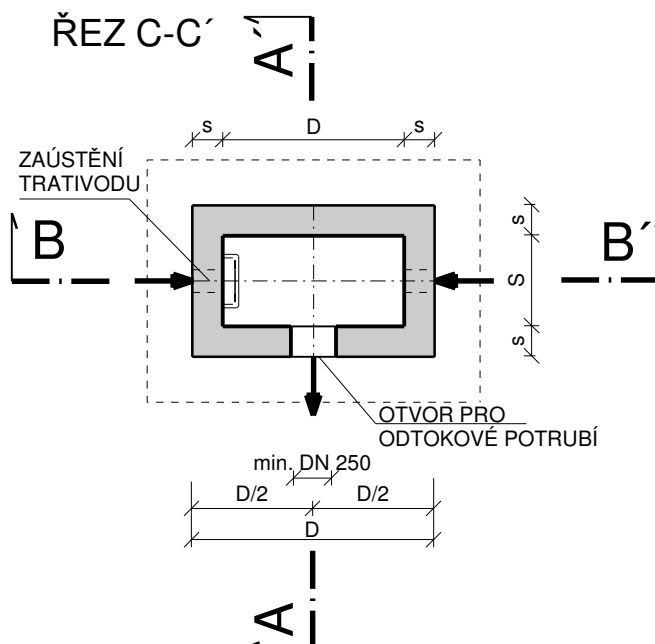 ŘEZ C-C´
A´
s
D
s
ZAÚSTĚNÍ
TRATIVODU
s
B
B´
S
s
OTVOR PRO
ODTOKOVÉ POTRUBÍ
min. DN 250
D/2
D/2
D
A